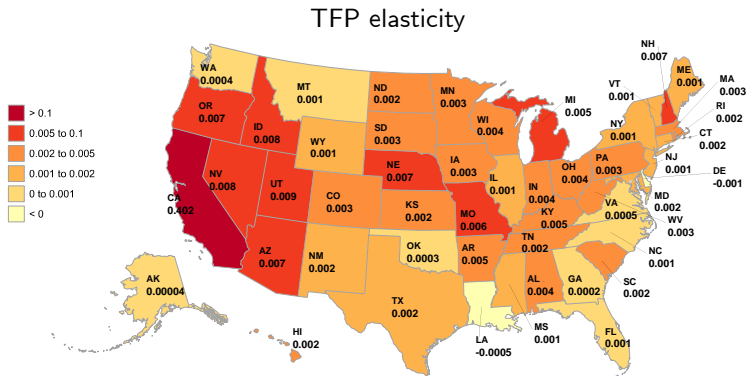 TFP elasticity
> 0.1
0.005 to 0.1
0.002 to 0.005
0.001 to 0.002
0 to 0.001
< 0
WA
0.0004
OR
0.007
CA
0.402
NV
0.008
ID
0.008
MT
0.001
WY
0.001
UT
0.009
AZ
0.007
CO
0.003
NM
0.002
ND
0.002
SD
0.003
NE
0.007
KS
0.002
OK
0.0003
TX
0.002
MN
0.003
IA
0.003
MO
0.006
AR
0.005
LA
-0.0005
WI
0.004
IL
0.001
MI
0.005
IN
0.004
OH
0.004
KY
0.005
TN
0.002
MS
0.001
AL
0.004
GA
0.0002
FL
0.001
SC
0.002
NC
0.001
VA
0.0005
WV
0.003
MD
0.002
DE
-0.001
PA
0.003
NJ
0.001
NY
0.001
CT
0.002
RI
0.002
MA
0.003
VT
0.001
NH
0.007
ME
0.001
AK
0.00004
HI
0.002